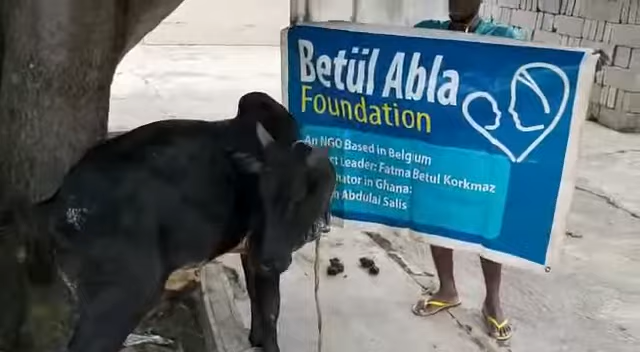 Betül Abla
Foundation
An NGO Based in Belgium
Leader: Fatma Betul Korkmaz
in Ghana:
Abdulai Salis